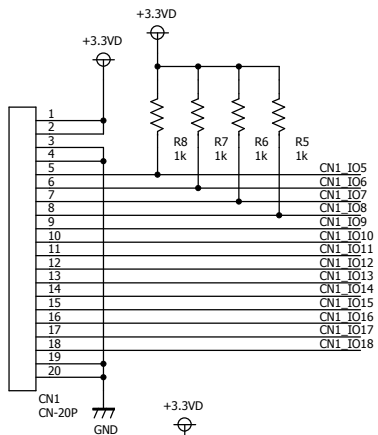 +3.3VD
+3.3VD
R8 R7 R6 R5
1k 1k 1k 1k
1
2
3
4
5 CN1_IO5
6 CN1_IO6
7 CN1_IO7
8 CN1_IO8
9 CN1_IO9
10 CN1_IO10
11 CN1_IO11
12 CN1_IO12
13 CN1_IO13
14 CN1_IO14
15 CN1_IO15
16 CN1_IO16
17 CN1_IO17
18 CN1_IO18
19
20
CN1
CN-20P
GND
+3.3VD